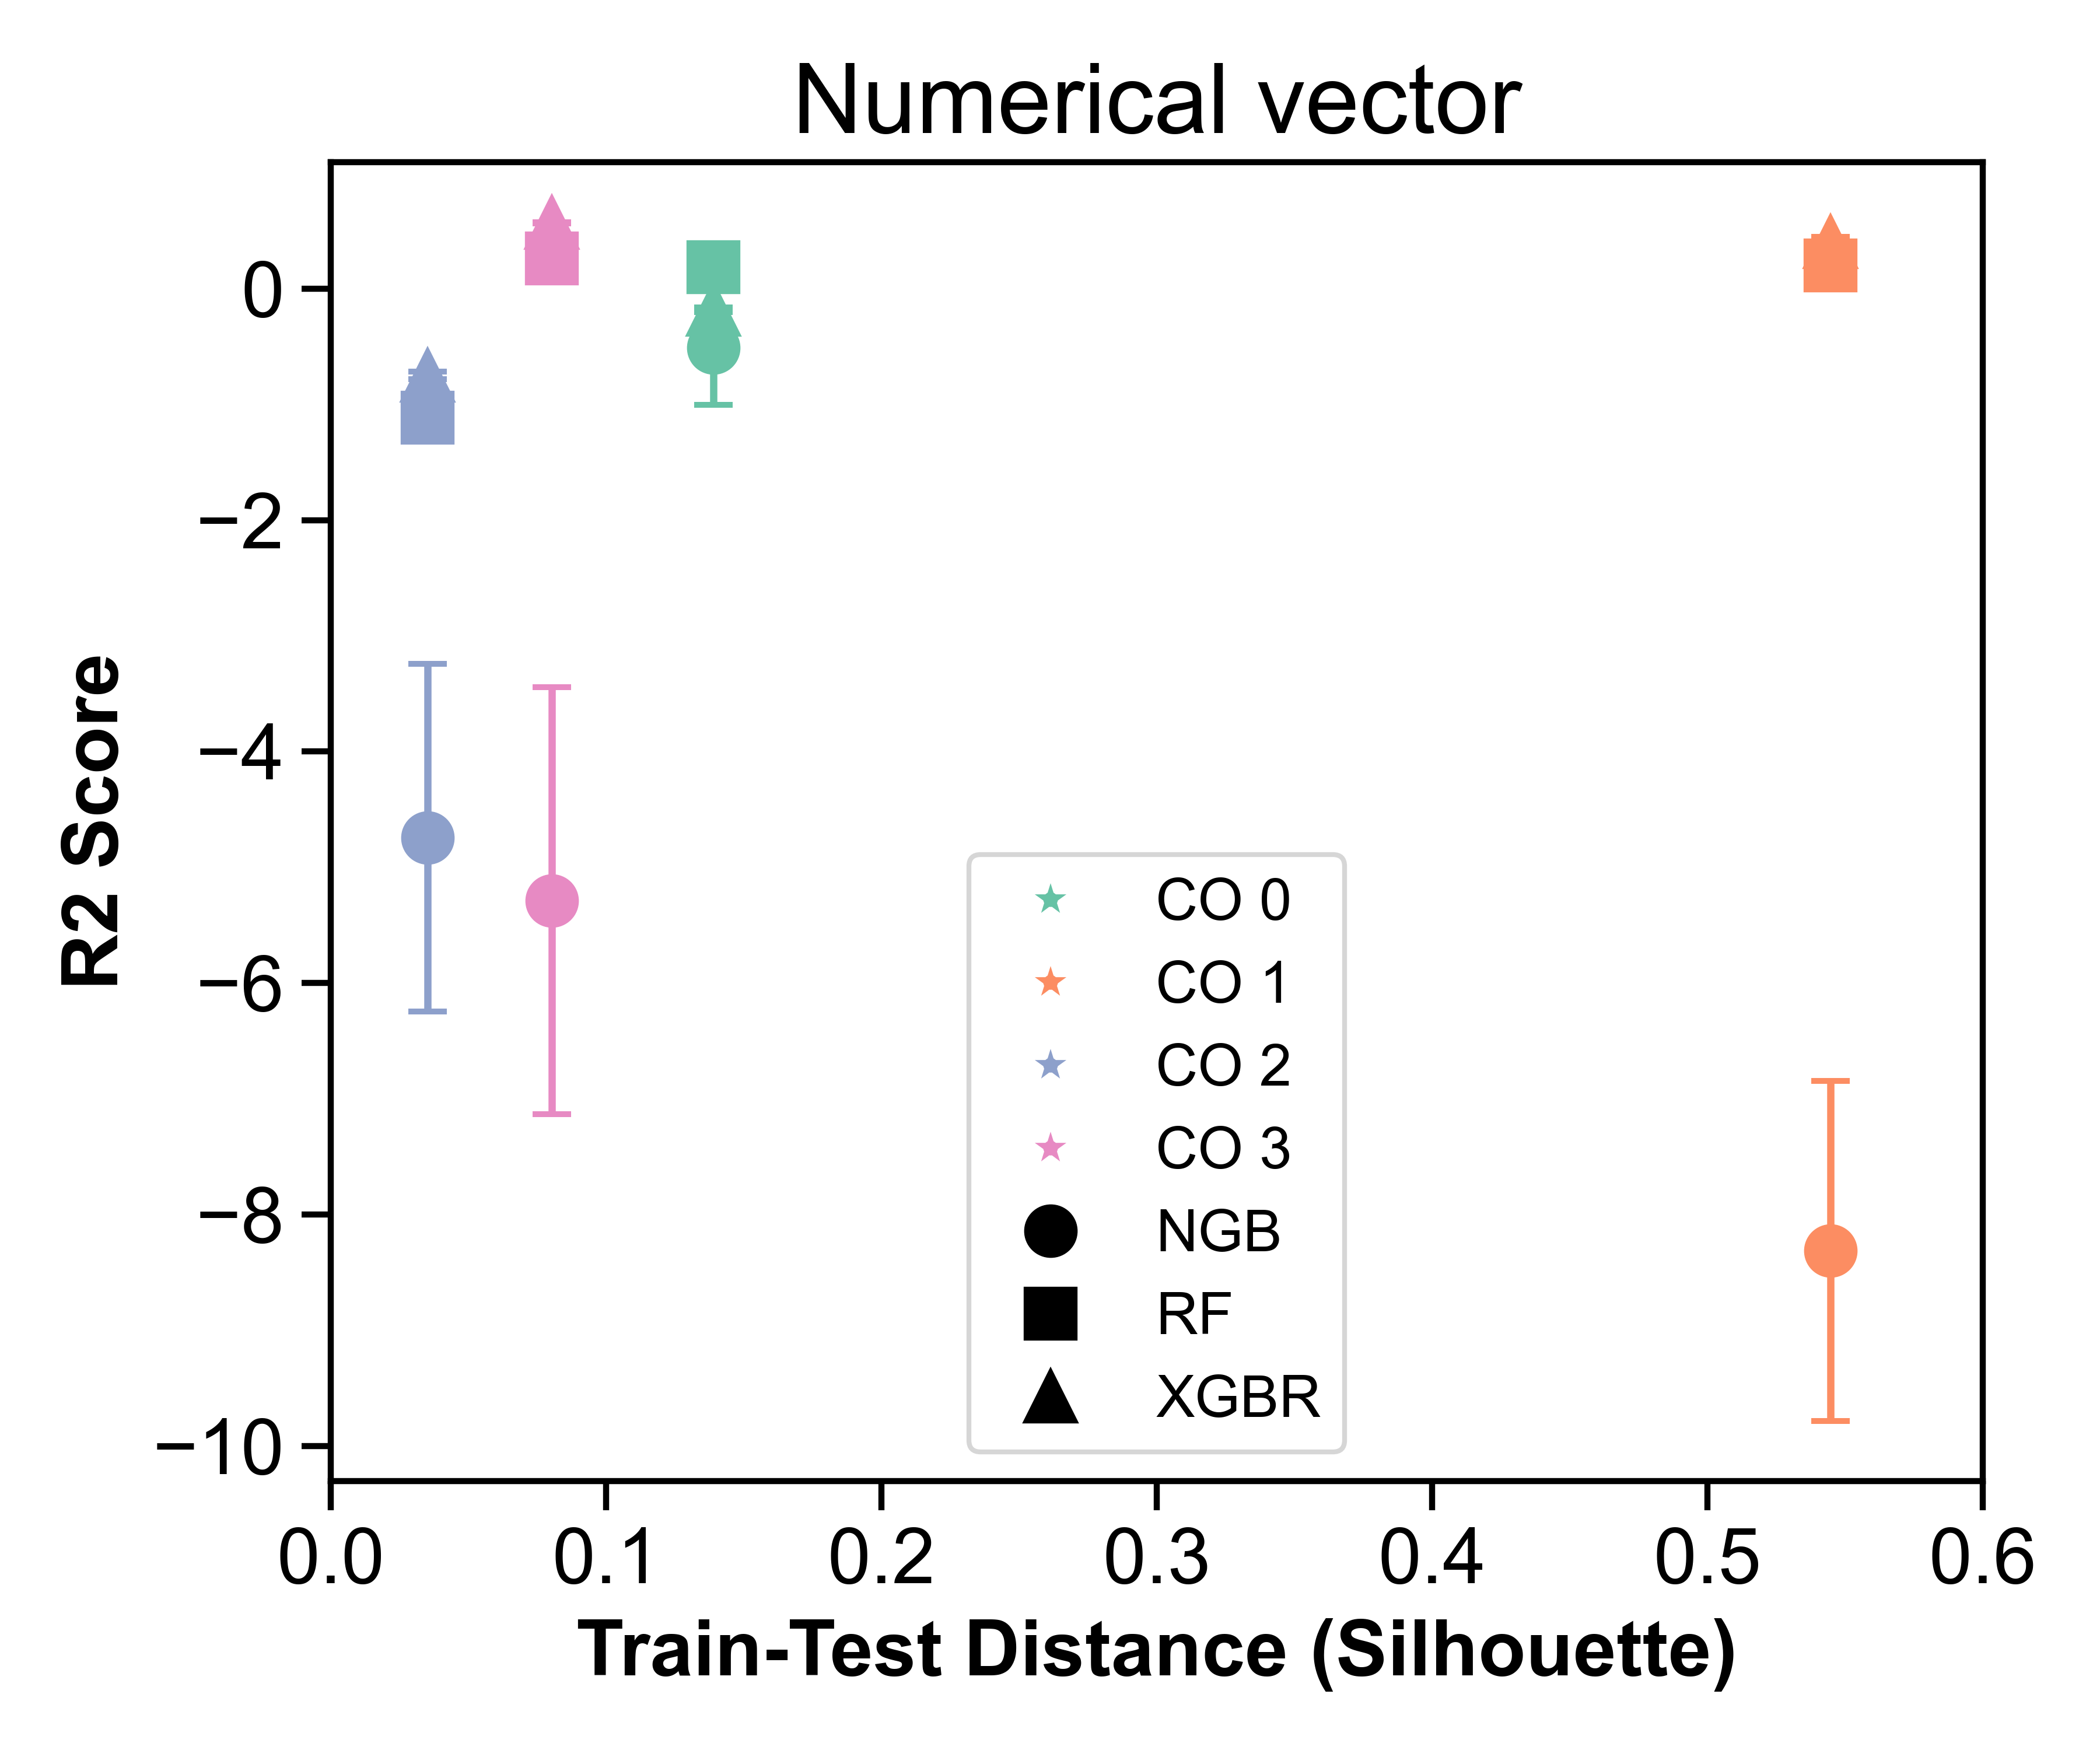 Numerical vector
R2 Score
0
−2
−4
−6
−8
−10
CO 0
CO 1
CO 2
CO 3
NGB
RF
XGBR
0.0 0.1 0.2 0.3 0.4 0.5 0.6
Train-Test Distance (Silhouette)